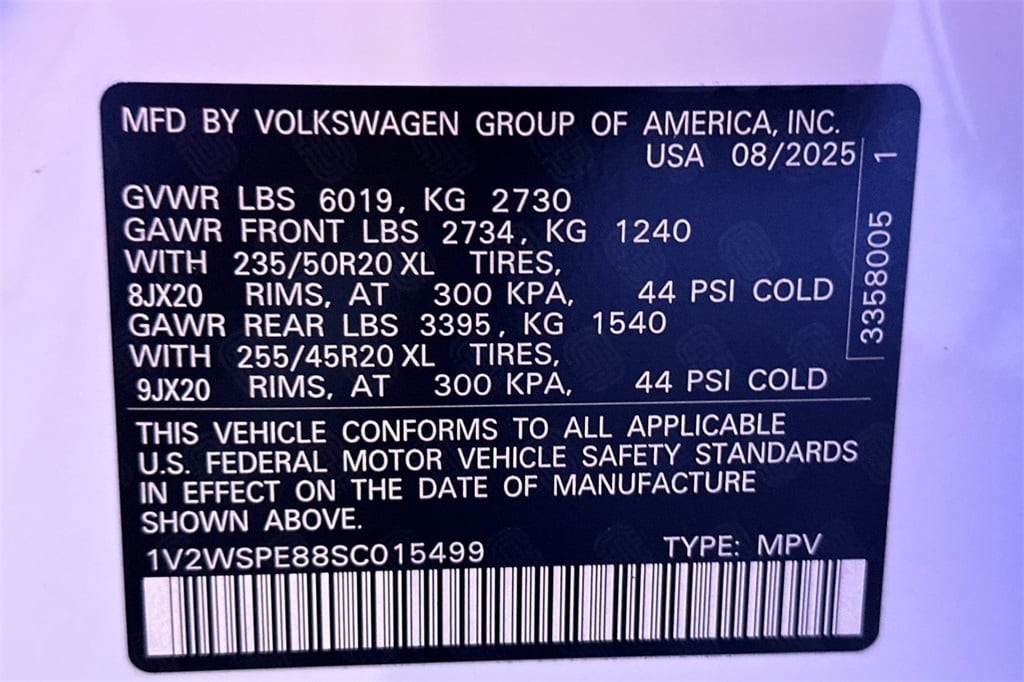 MFD BY VOLKSWAGEN GROUP OF AMERICA, INC.
USA 08/2025
GVWR LBS 6019, KG 2730
GAWR FRONT LBS 2734, KG 1240
WITH 235/50R20 XL TIRES,
8JX20 RIMS, AT 300 KPA, 44 PSI COLD
GAWR REAR LBS 3395, KG 1540
WITH 255/45R20 XL TIRES,
9JX20 RIMS, AT 300 KPA, 44 PSI COLD
3358005 1
THIS VEHICLE CONFORMS TO ALL APPLICABLE
U.S. FEDERAL MOTOR VEHICLE SAFETY STANDARDS
IN EFFECT ON THE DATE OF MANUFACTURE
SHOWN ABOVE.
1V2WSPE88SC015499 TYPE: MPV